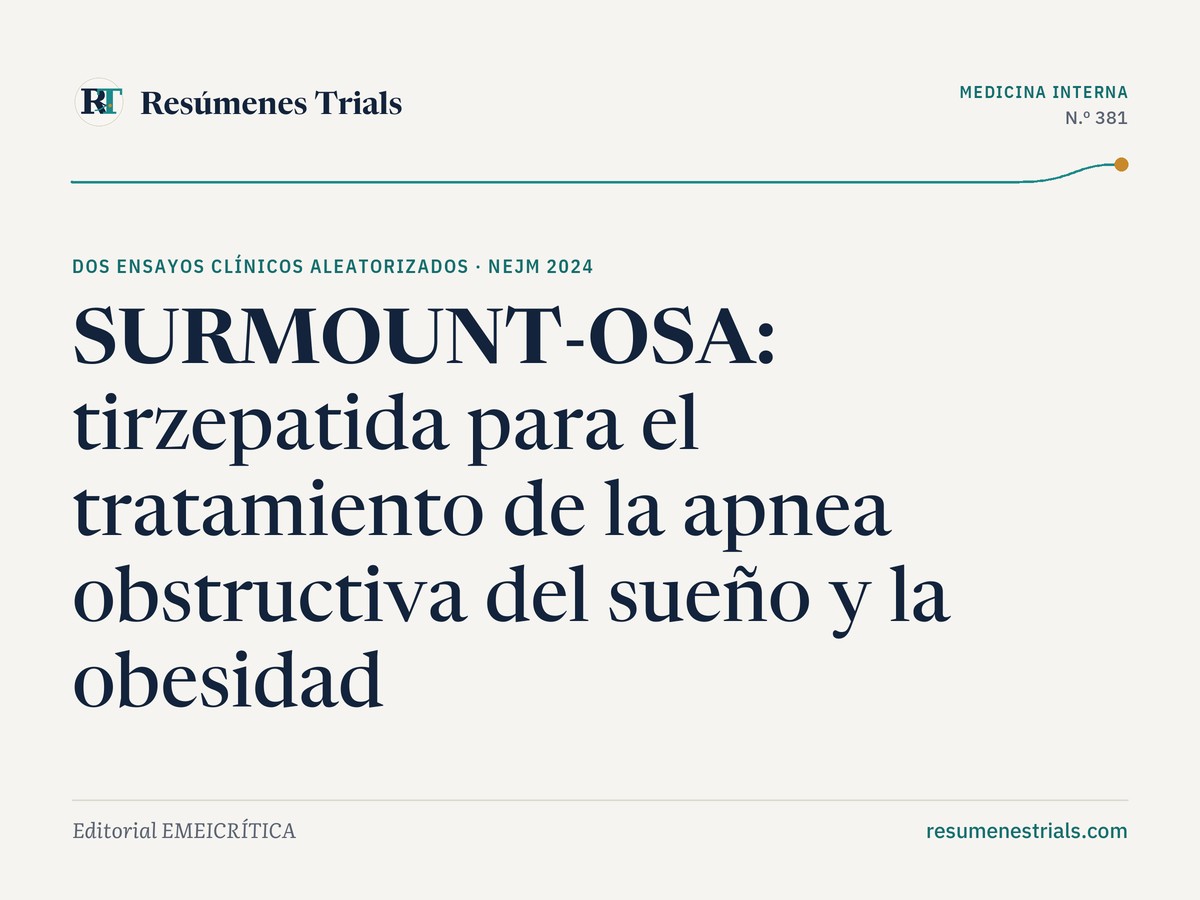 RT Resúmenes Trials
MEDICINA INTERNA
N.º 381
DOS ENSAYOS CLÍNICOS ALEATORIZADOS · NEJM 2024
SURMOUNT-OSA:
tirzepatida para el
tratamiento de la apnea
obstructiva del sueño y la
obesidad
Editorial EMEICRÍTICA
resumenestrials.com